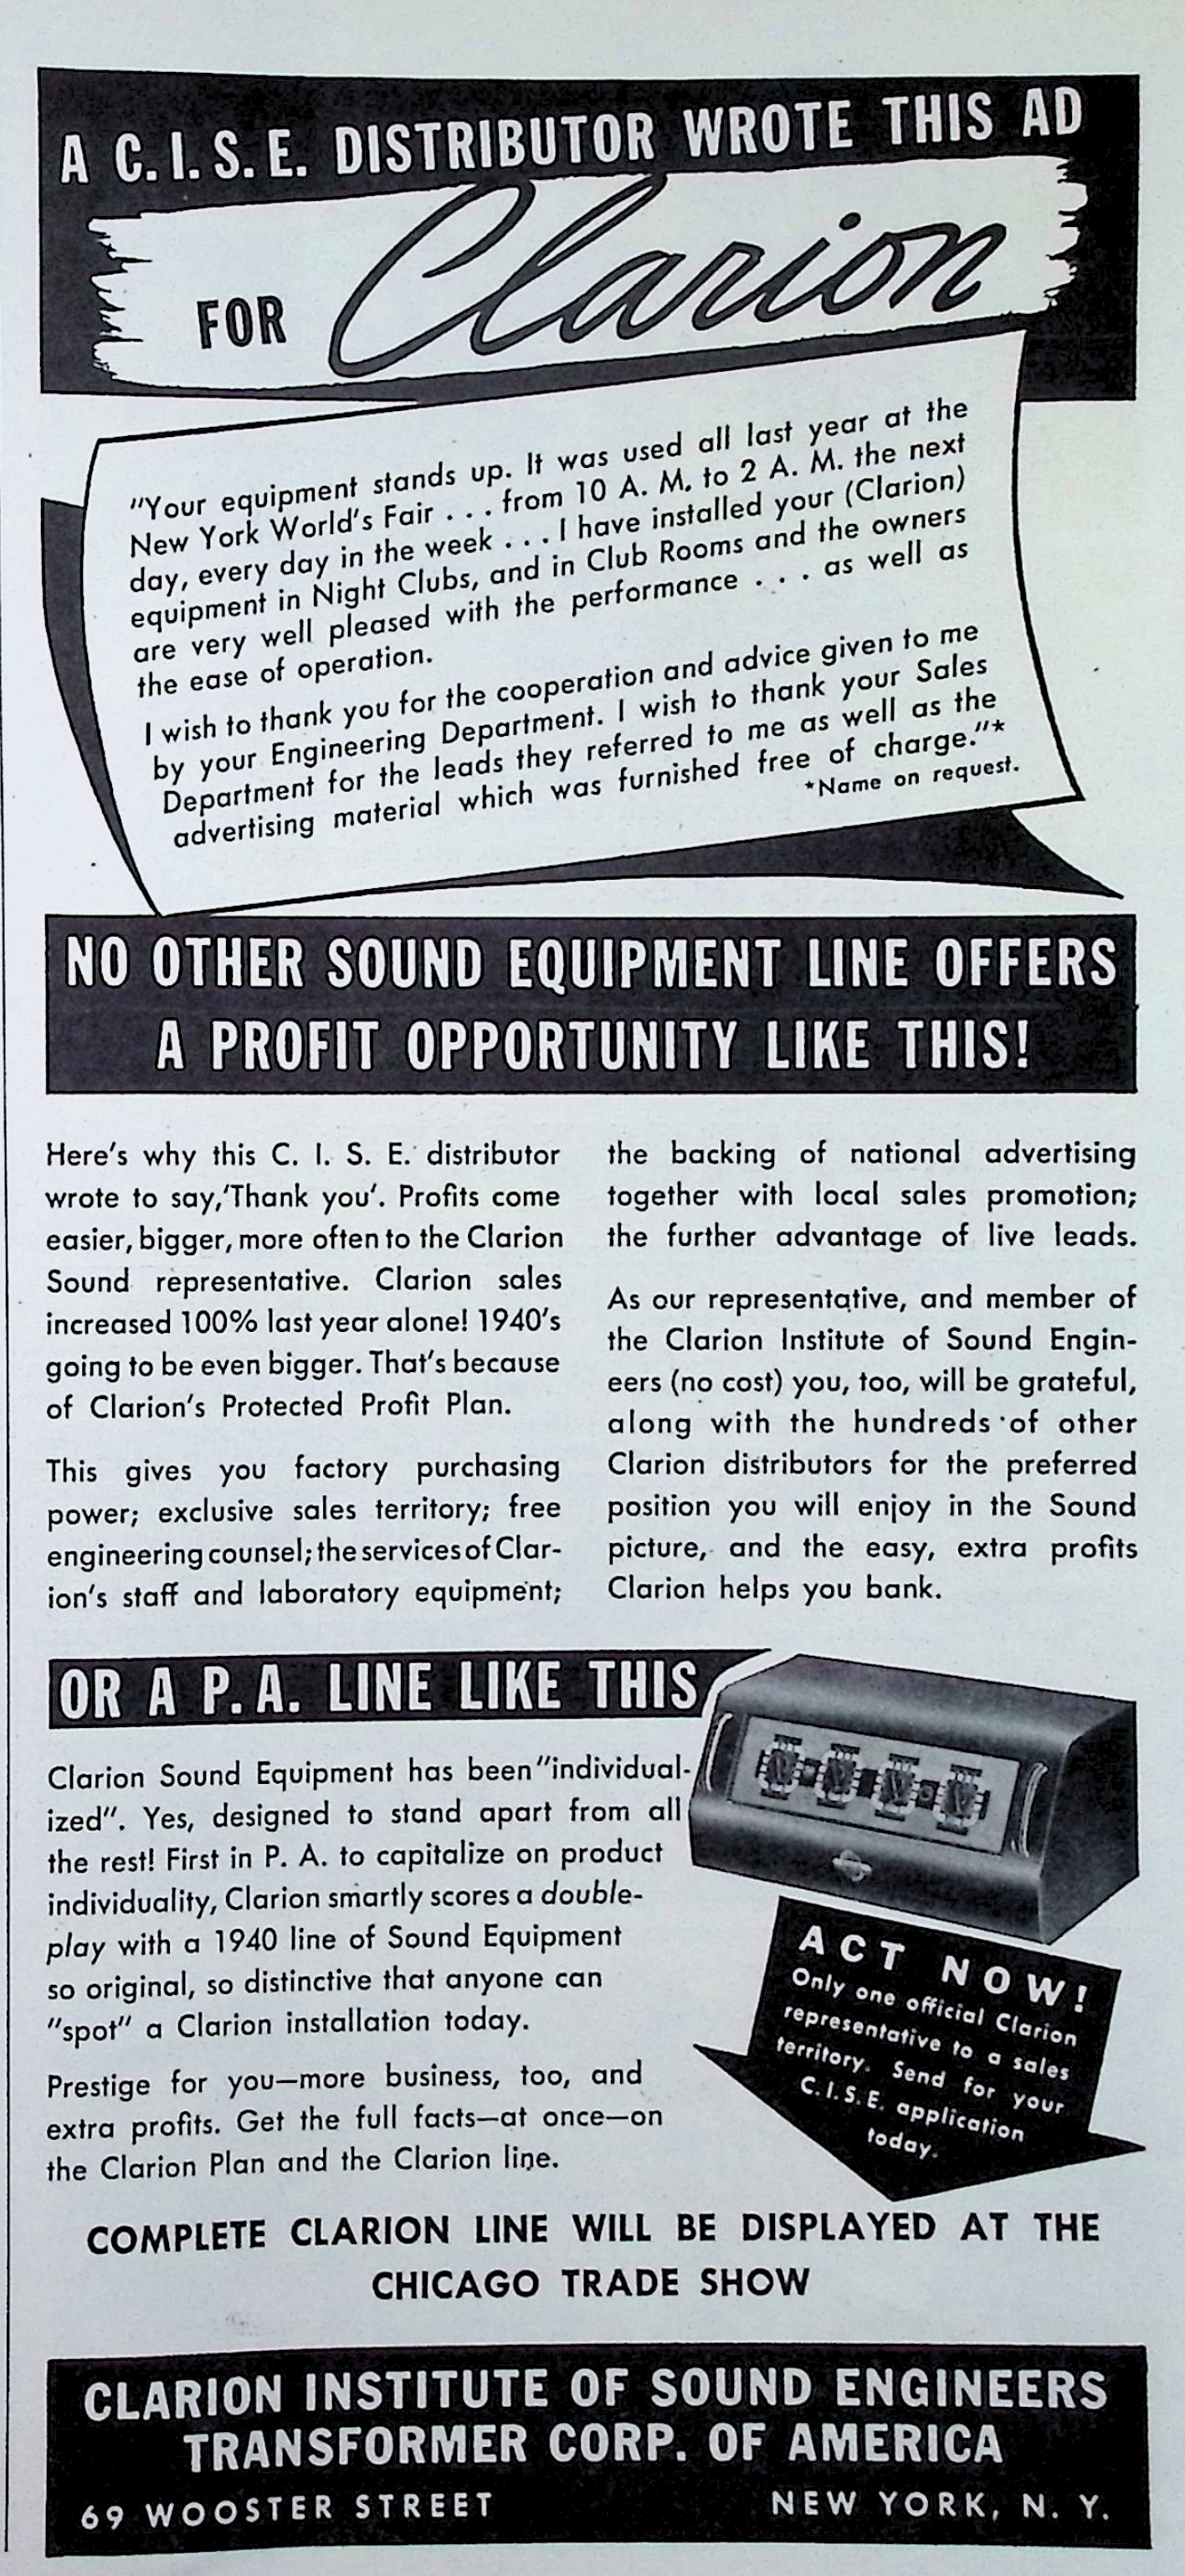 A C. I. S. E. DISTRIBUTOR WROTE THIS AD
FOR Clarion
"Your equipment stands up. It was used all last year at the
New York World's Fair . . . from 10 A. M. to 2 A. M. the next
day, every day in the week . . . I have installed your (Clarion)
equipment in Night Clubs, and in Club Rooms and the owners
are very well pleased with the performance . . . as well as
the ease of operation.
I wish to thank you for the cooperation and advice given to me
by your Engineering Department. I wish to thank your Sales
Department for the leads they referred to me as well as the
advertising material which was furnished free of charge."*
*Name on request.
NO OTHER SOUND EQUIPMENT LINE OFFERS
A PROFIT OPPORTUNITY LIKE THIS!
Here's why this C. I. S. E. distributor
wrote to say,'Thank you'. Profits come
easier, bigger, more often to the Clarion
Sound representative. Clarion sales
increased 100% last year alone! 1940's
going to be even bigger. That's because
of Clarion's Protected Profit Plan.
This gives you factory purchasing
power; exclusive sales territory; free
engineering counsel; the services of Clar-
ion's staff and laboratory equipment;
the backing of national advertising
together with local sales promotion;
the further advantage of live leads.
As our representative, and member of
the Clarion Institute of Sound Engin-
eers (no cost) you, too, will be grateful,
along with the hundreds of other
Clarion distributors for the preferred
position you will enjoy in the Sound
picture, and the easy, extra profits
Clarion helps you bank.
OR A P. A. LINE LIKE THIS
Clarion Sound Equipment has been "individual-
ized". Yes, designed to stand apart from all
the rest! First in P. A. to capitalize on product
individuality, Clarion smartly scores a double-
play with a 1940 line of Sound Equipment
so original, so distinctive that anyone can
"spot" a Clarion installation today.
Prestige for you—more business, too, and
extra profits. Get the full facts—at once—on
the Clarion Plan and the Clarion line.
ACT NOW!
Only one official Clarion
representative to a sales
territory. Send for your
C. I. S. E. application
today.
COMPLETE CLARION LINE WILL BE DISPLAYED AT THE
CHICAGO TRADE SHOW
CLARION INSTITUTE OF SOUND ENGINEERS
TRANSFORMER CORP. OF AMERICA
69 WOOSTER STREET NEW YORK, N. Y.